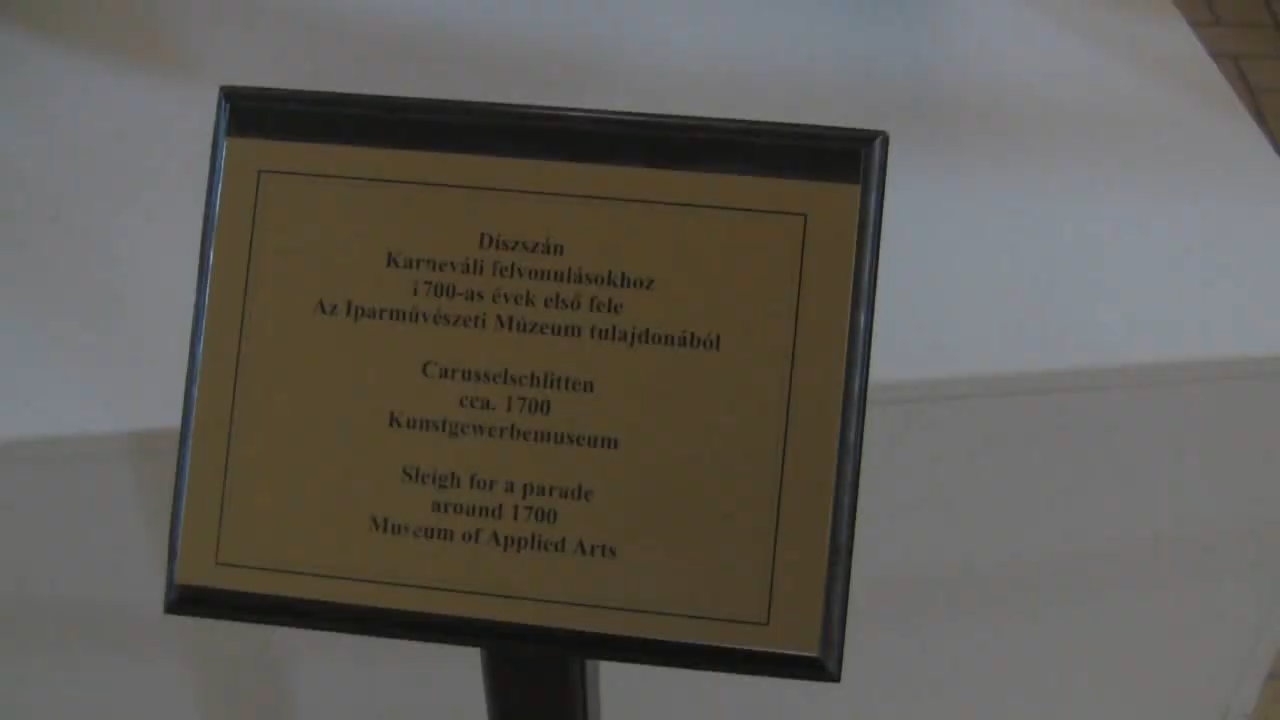 Díszszán
Karneváli felvonulásokhoz
1700-as évek első fele
Az Iparművészeti Múzeum tulajdonából
Carusselschlitten
cca. 1700
Kunstgewerbemuseum
Sleigh for a parade
around 1700
Museum of Applied Arts